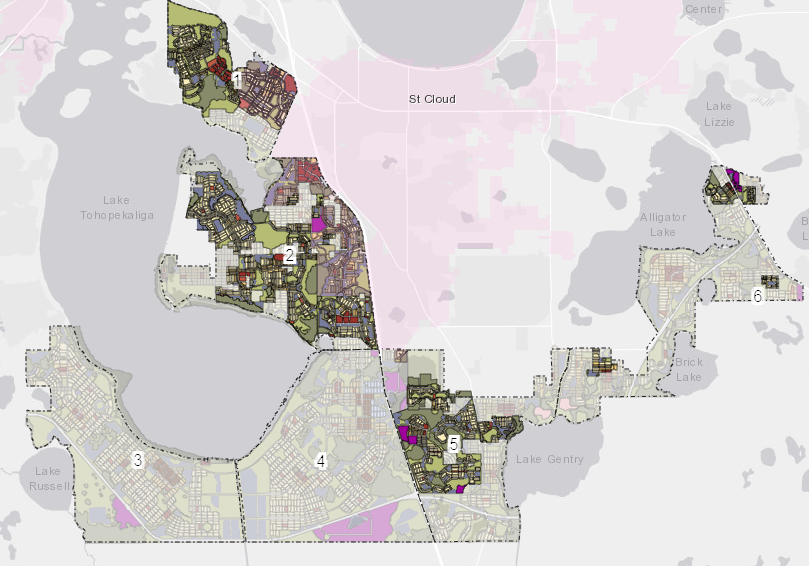 Center
St Cloud
1
Lake
Lizzie
Lake
Tohopekaliga
Alligator
Lake
2
6
Brick
Lake
3
4
5
Lake
Russell
Lake Gentry